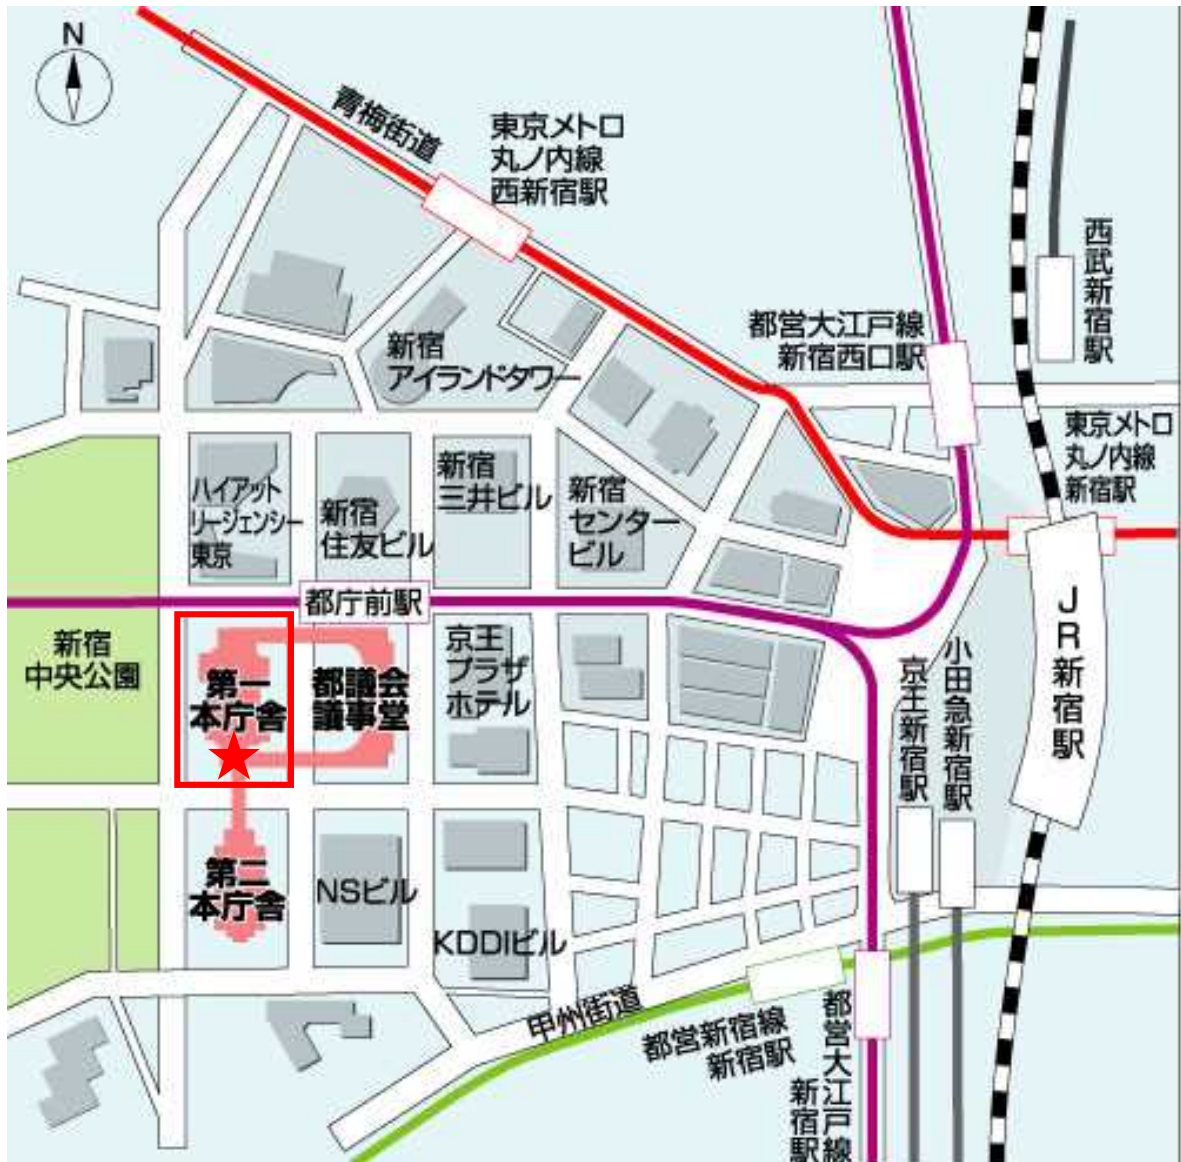 N
青梅街道
東京メトロ
丸ノ内線
西新宿駅
西武新宿駅
都営大江戸線
新宿西口駅
新宿
アイランドタワー
東京メトロ
丸ノ内線
新宿駅
ハイアット
リージェンシー
東京
新宿
住友ビル
新宿
三井ビル
新宿
センター
ビル
都庁前駅
新宿
中央公園
第一
本庁舎
都議会
議事堂
京王
プラザ
ホテル
京王新宿駅
小田急新宿駅
JR新宿駅
第二
本庁舎
NSビル
KDDIビル
甲州街道
都営新宿線
新宿駅
都営大江戸線
新宿駅